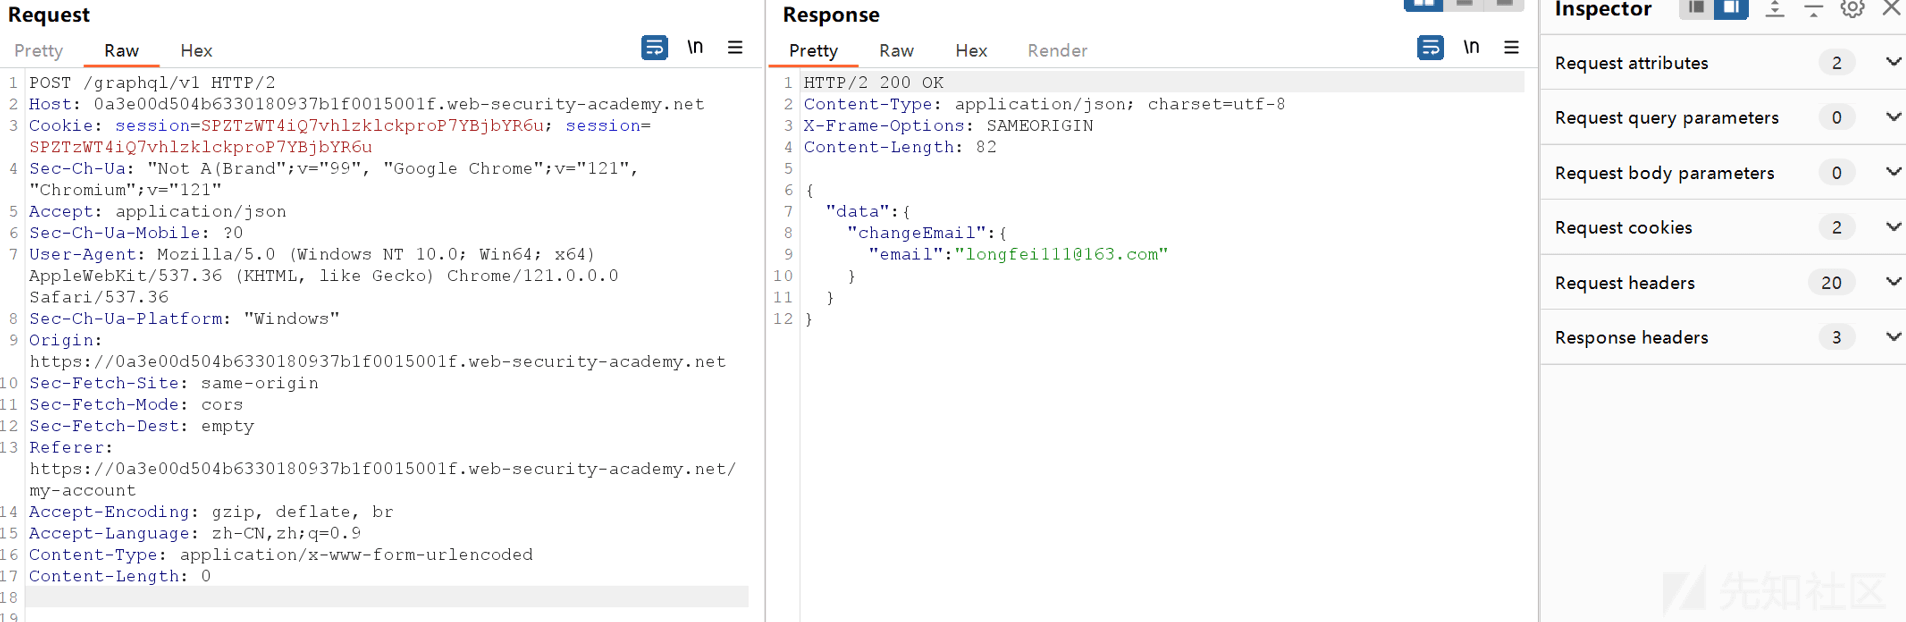 Request
Pretty Raw Hex \n
1 POST /graphql/v1 HTTP/2
2 Host: 0a3e00d504b6330180937b1f0015001f.web-security-academy.net
3 Cookie: session=SPZTzWT4iQ7vhlzklckproP7YBjbYR6u; session=
SPZTzWT4iQ7vhlzklckproP7YBjbYR6u
4 Sec-Ch-Ua: "Not A(Brand";v="99", "Google Chrome";v="121",
"Chromium";v="121"
5 Accept: application/json
6 Sec-Ch-Ua-Mobile: ?0
7 User-Agent: Mozilla/5.0 (Windows NT 10.0; Win64; x64)
AppleWebKit/537.36 (KHTML, like Gecko) Chrome/121.0.0.0
Safari/537.36
8 Sec-Ch-Ua-Platform: "Windows"
9 Origin:
https://0a3e00d504b6330180937b1f0015001f.web-security-academy.net
10 Sec-Fetch-Site: same-origin
11 Sec-Fetch-Mode: cors
12 Sec-Fetch-Dest: empty
13 Referer:
https://0a3e00d504b6330180937b1f0015001f.web-security-academy.net/
my-account
14 Accept-Encoding: gzip, deflate, br
15 Accept-Language: zh-CN,zh;q=0.9
16 Content-Type: application/x-www-form-urlencoded
17 Content-Length: 0
18
19
Response
Pretty Raw Hex Render \n
1 HTTP/2 200 OK
2 Content-Type: application/json; charset=utf-8
3 X-Frame-Options: SAMEORIGIN
4 Content-Length: 82
5
6 {
7 "data":{
8 "changeEmail":{
9 "email":"longfei111@163.com"
10 }
11 }
12 }
Inspector
Request attributes 2
Request query parameters 0
Request body parameters 0
Request cookies 2
Request headers 20
Response headers 3
先知社区